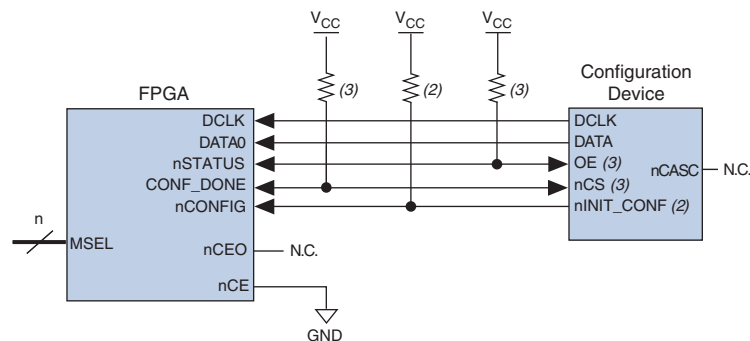 VCC VCC VCC
(3) (2) (3)
FPGA
Configuration
Device
DCLK DCLK
DATA0 DATA
nSTATUS OE (3)
nCASC N.C.
CONF_DONE nCS (3)
nCONFIG nINIT_CONF (2)
n
MSEL
nCEO N.C.
nCE
GND